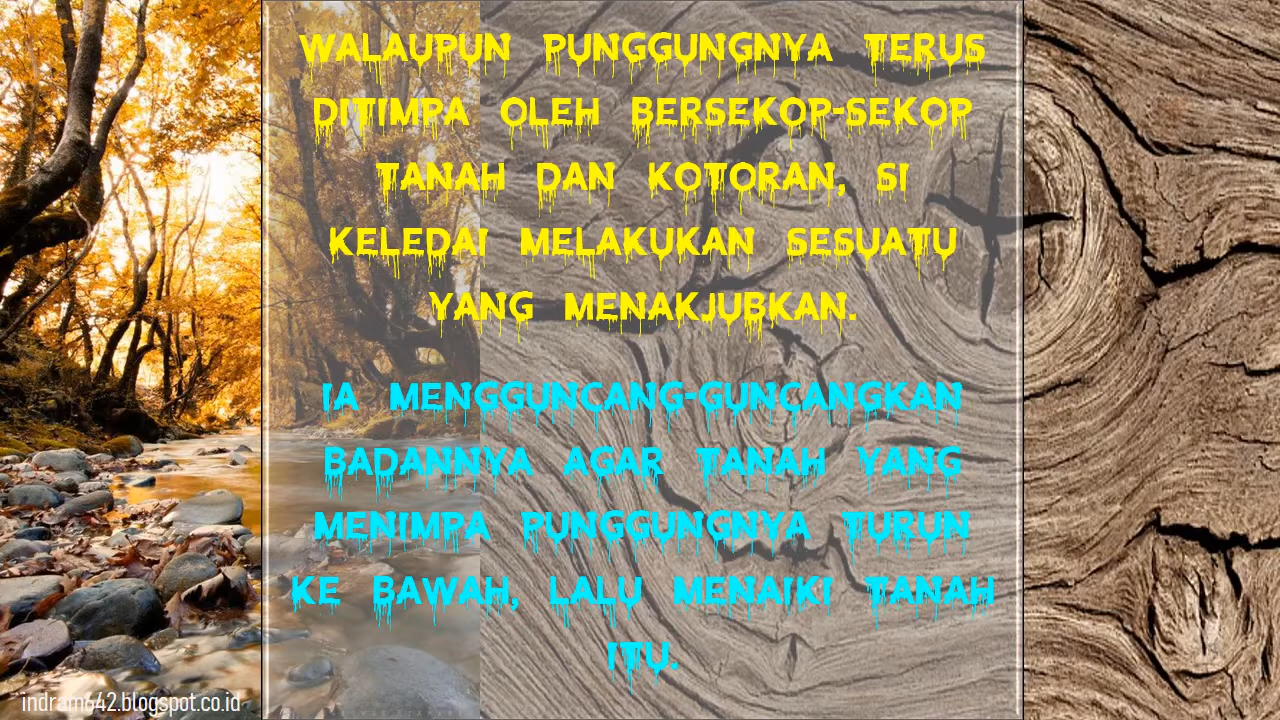 WALAUPUN PUNGGUNGNYA TERUS
DITIMPA OLEH BERSEKOP-SEKOP
TANAH DAN KOTORAN, SI
KELEDAI MELAKUKAN SESUATU
YANG MENAKJUBKAN.
IA MENGGUNCANG-GUNCANGKAN
BADANNYA AGAR TANAH YANG
MENIMPA PUNGGUNGNYA TURUN
KE BAWAH, LALU MENAIKI TANAH
ITU.
indram642.blogspot.co.id